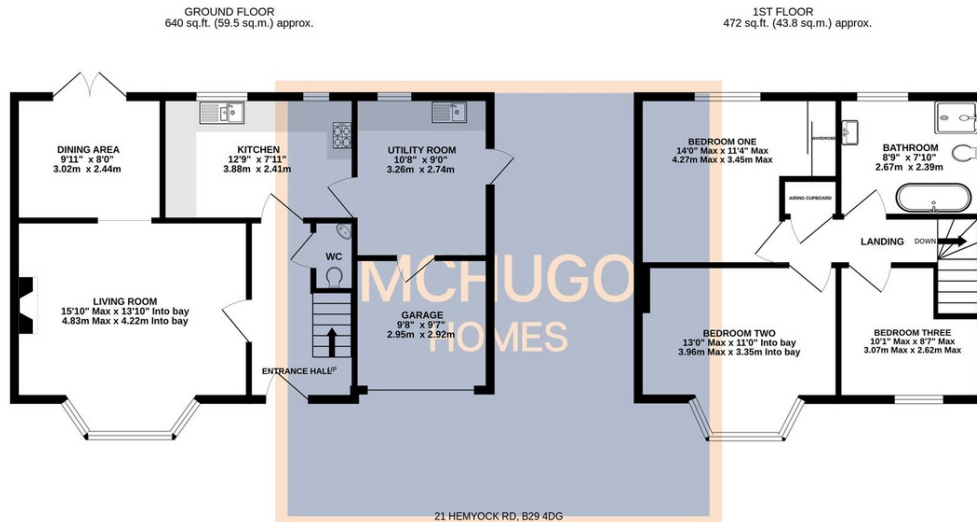 GROUND FLOOR
640 sq.ft. (59.5 sq.m.) approx.
1ST FLOOR
472 sq.ft. (43.8 sq.m.) approx.
DINING AREA
9'11" x 8'0"
3.02m x 2.44m
KITCHEN
12'9" x 7'11"
3.88m x 2.41m
UTILITY ROOM
10'8" x 9'0"
3.26m x 2.74m
BEDROOM ONE
14'0" Max x 11'4" Max
4.27m Max x 3.45m Max
WARDROBE
BATHROOM
8'9" x 7'10"
2.67m x 2.39m
AIRING CUPBOARD
LANDING
DOWN
WC
MCHUGO
HOMES
LIVING ROOM
15'10" Max x 13'10" Into bay
4.83m Max x 4.22m Into bay
GARAGE
9'8" x 9'7"
2.95m x 2.92m
ENTRANCE HALL
UP
BEDROOM TWO
13'0" Max x 11'0" Into bay
3.96m Max x 3.35m Into bay
BEDROOM THREE
10'1" Max x 8'7" Max
3.07m Max x 2.62m Max
21 HEMYOCK RD, B29 4DG